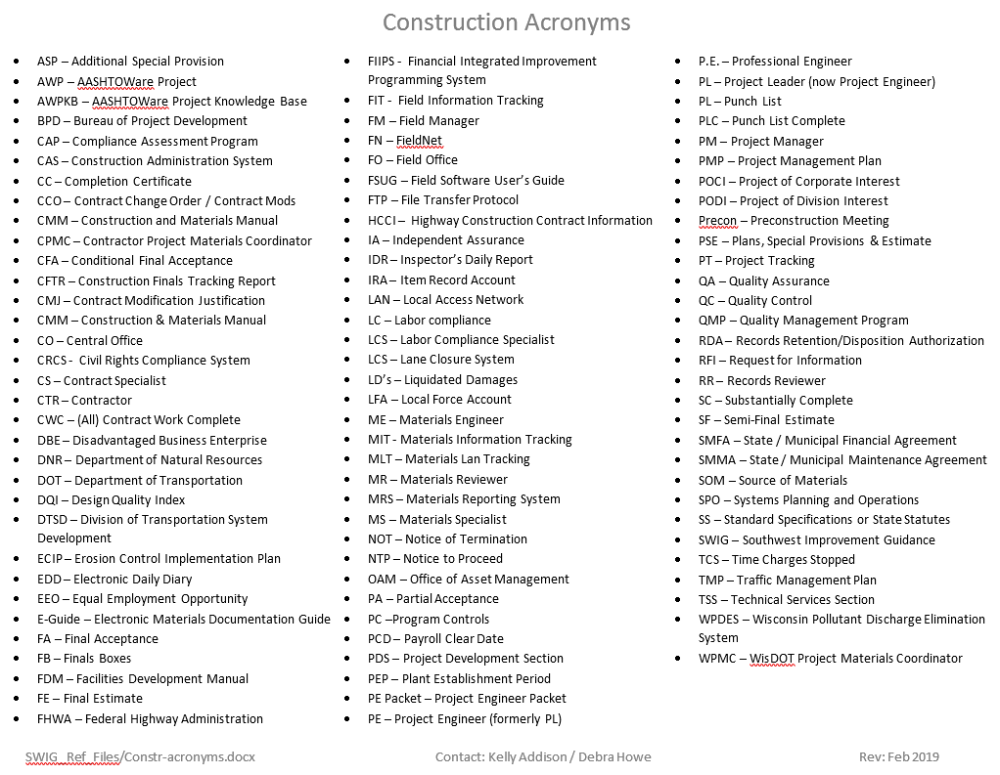 Construction Acronyms
• ASP – Additional Special Provision
• AWP – AASHTOWare Project
• AWPKB – AASHTOWare Project Knowledge Base
• BPD – Bureau of Project Development
• CAP – Compliance Assessment Program
• CAS – Construction Administration System
• CC – Completion Certificate
• CCO – Contract Change Order / Contract Mods
• CMM – Construction and Materials Manual
• CPMC – Contractor Project Materials Coordinator
• CFA – Conditional Final Acceptance
• CFTR – Construction Finals Tracking Report
• CMJ – Contract Modification Justification
• CMM – Construction & Materials Manual
• CO – Central Office
• CRCS - Civil Rights Compliance System
• CS – Contract Specialist
• CTR – Contractor
• CWC – (All) Contract Work Complete
• DBE – Disadvantaged Business Enterprise
• DNR – Department of Natural Resources
• DOT – Department of Transportation
• DQI – Design Quality Index
• DTSD – Division of Transportation System
Development
• ECIP – Erosion Control Implementation Plan
• EDD – Electronic Daily Diary
• EEO – Equal Employment Opportunity
• E-Guide – Electronic Materials Documentation Guide
• FA – Final Acceptance
• FB – Finals Boxes
• FDM – Facilities Development Manual
• FE – Final Estimate
• FHWA – Federal Highway Administration
• FIIPS - Financial Integrated Improvement
Programming System
• FIT - Field Information Tracking
• FM – Field Manager
• FN – FieldNet
• FO – Field Office
• FSUG – Field Software User’s Guide
• FTP – File Transfer Protocol
• HCCI – Highway Construction Contract Information
• IA – Independent Assurance
• IDR – Inspector’s Daily Report
• IRA – Item Record Account
• LAN – Local Access Network
• LC – Labor compliance
• LCS – Labor Compliance Specialist
• LCS – Lane Closure System
• LD’s – Liquidated Damages
• LFA – Local Force Account
• ME – Materials Engineer
• MIT - Materials Information Tracking
• MLT – Materials Lan Tracking
• MR – Materials Reviewer
• MRS – Materials Reporting System
• MS – Materials Specialist
• NOT – Notice of Termination
• NTP – Notice to Proceed
• OAM – Office of Asset Management
• PA – Partial Acceptance
• PC –Program Controls
• PCD – Payroll Clear Date
• PDS – Project Development Section
• PEP – Plant Establishment Period
• PE Packet – Project Engineer Packet
• PE – Project Engineer (formerly PL)
• P.E. – Professional Engineer
• PL – Project Leader (now Project Engineer)
• PL – Punch List
• PLC – Punch List Complete
• PM – Project Manager
• PMP – Project Management Plan
• POCI – Project of Corporate Interest
• PODI – Project of Division Interest
• Precon – Preconstruction Meeting
• PSE – Plans, Special Provisions & Estimate
• PT – Project Tracking
• QA – Quality Assurance
• QC – Quality Control
• QMP – Quality Management Program
• RDA – Records Retention/Disposition Authorization
• RFI – Request for Information
• RR – Records Reviewer
• SC – Substantially Complete
• SF – Semi-Final Estimate
• SMFA – State / Municipal Financial Agreement
• SMMA – State / Municipal Maintenance Agreement
• SOM – Source of Materials
• SPO – Systems Planning and Operations
• SS – Standard Specifications or State Statutes
• SWIG – Southwest Improvement Guidance
• TCS – Time Charges Stopped
• TMP – Traffic Management Plan
• TSS – Technical Services Section
• WPDES – Wisconsin Pollutant Discharge Elimination
System
• WPMC – WisDOT Project Materials Coordinator
SWIG_Ref_Files/Constr-acronyms.docx
Contact: Kelly Addison / Debra Howe
Rev: Feb 2019